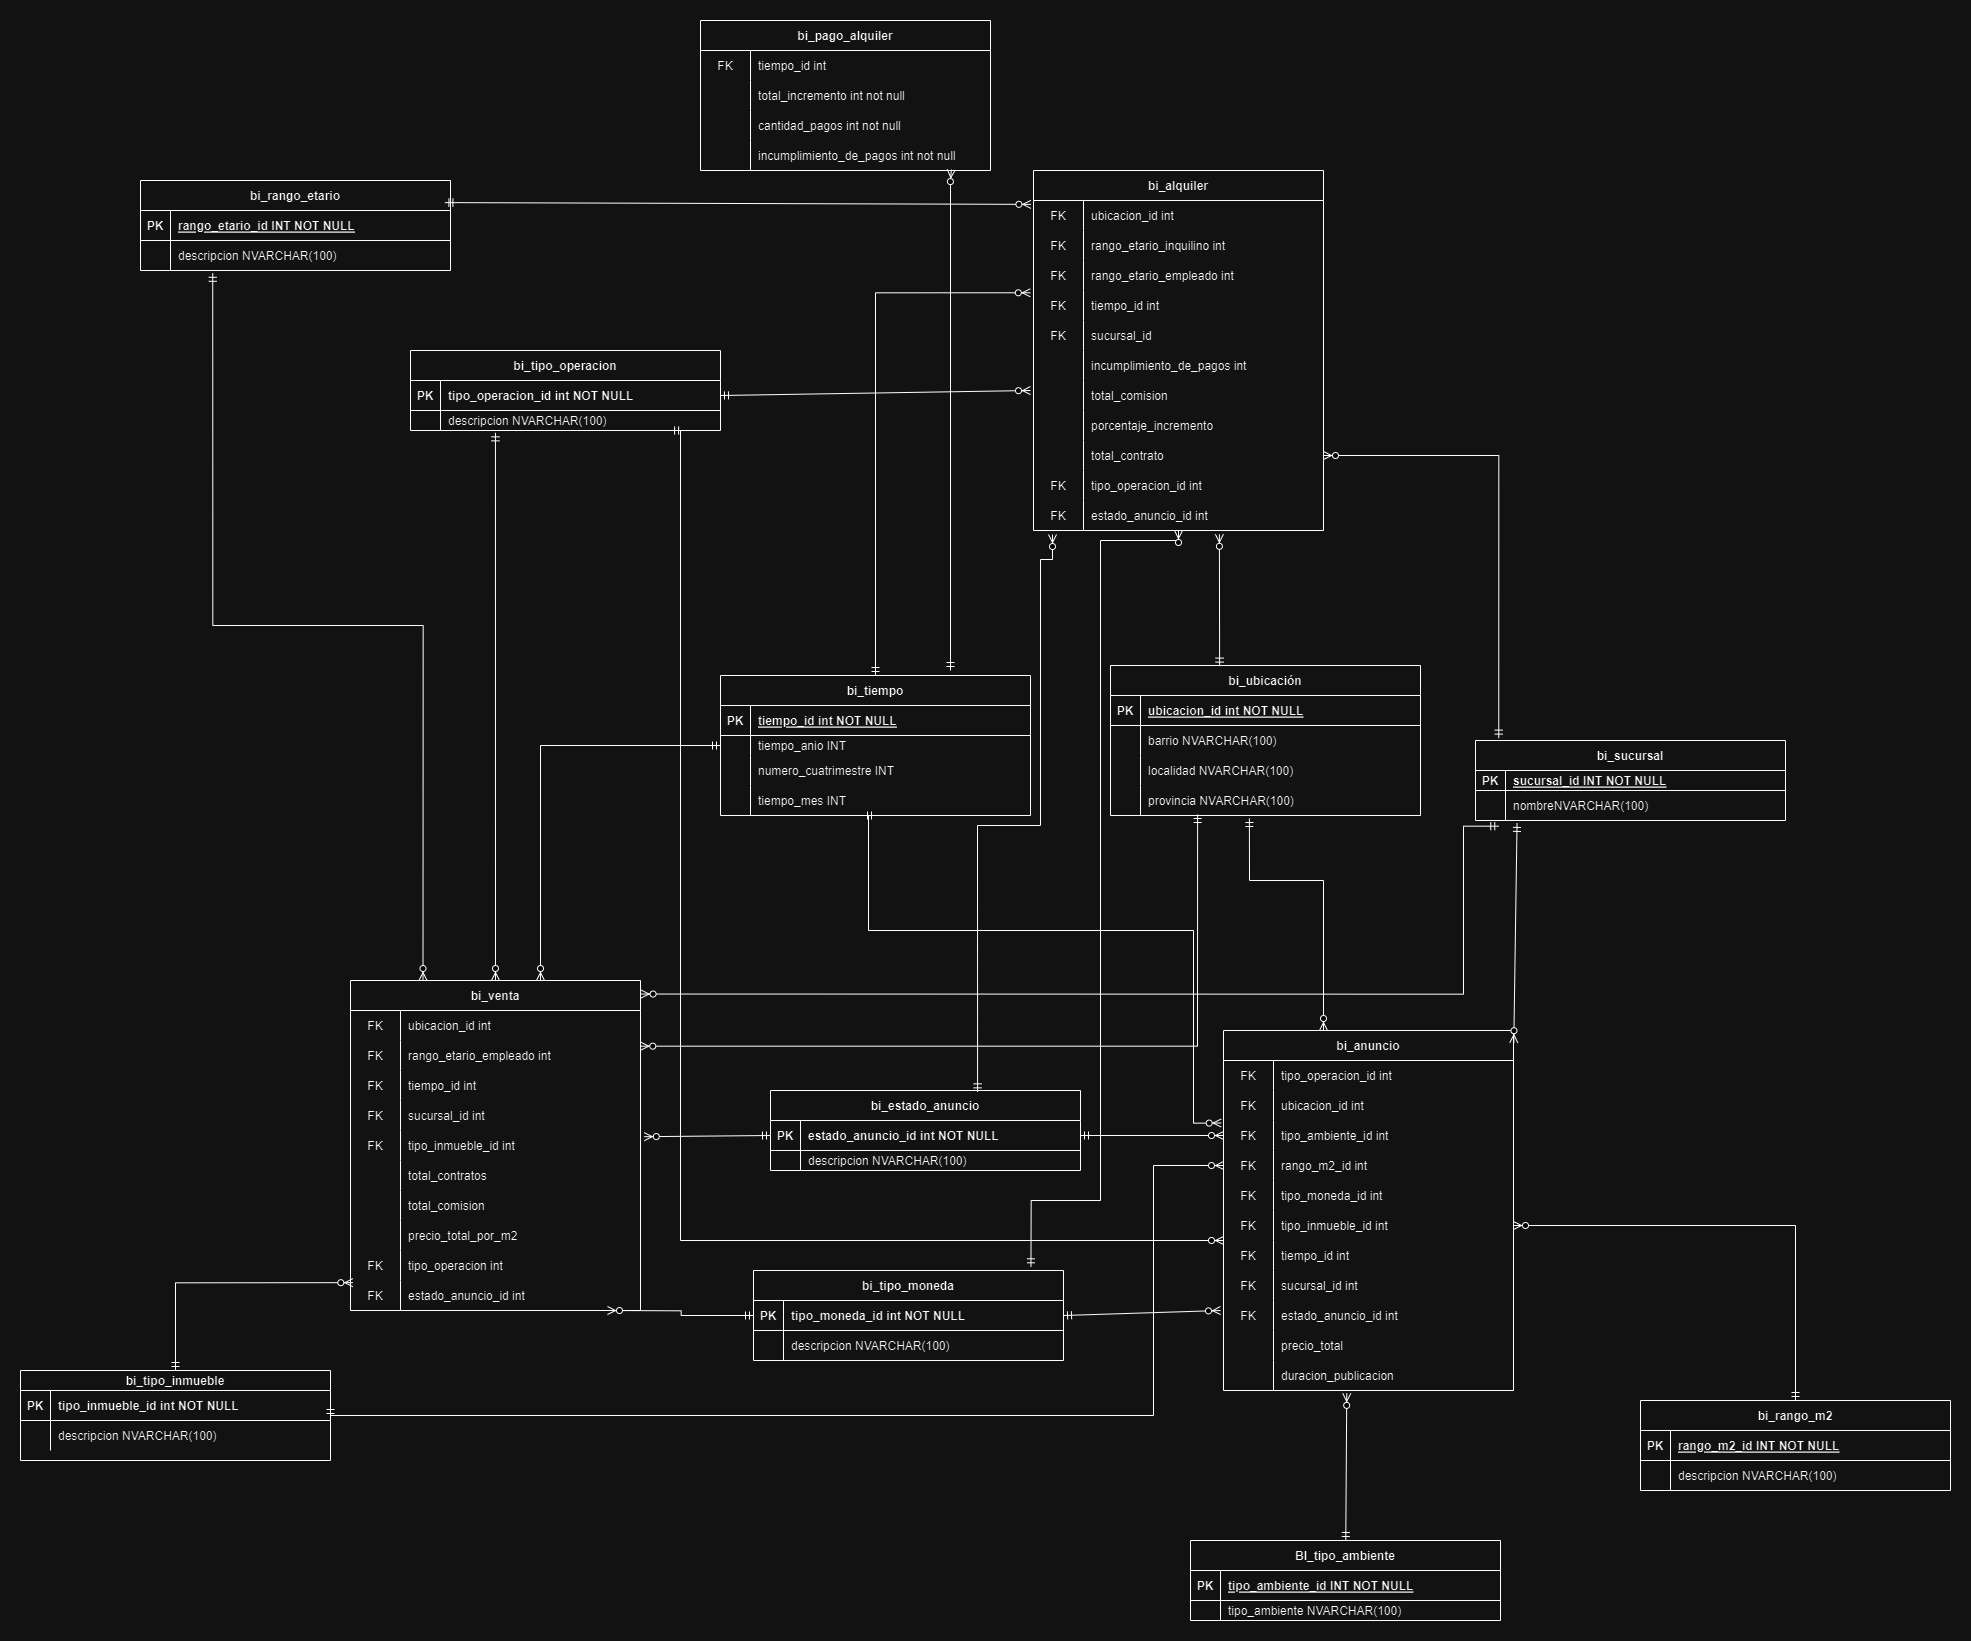 bi_pago_alquiler
FK tiempo_id int
total_incremento int not null
cantidad_pagos int not null
incumplimiento_de_pagos int not null
bi_rango_etario
PK rango_etario_id INT NOT NULL
descripcion NVARCHAR(100)
bi_alquiler
FK ubicacion_id int
FK rango_etario_inquilino int
FK rango_etario_empleado int
FK tiempo_id int
FK sucursal_id
incumplimiento_de_pagos int
total_comision
porcentaje_incremento
total_contrato
FK tipo_operacion_id int
FK estado_anuncio_id int
bi_tipo_operacion
PK tipo_operacion_id int NOT NULL
descripcion NVARCHAR(100)
bi_tiempo
PK tiempo_id int NOT NULL
tiempo_anio INT
numero_cuatrimestre INT
tiempo_mes INT
bi_ubicación
PK ubicacion_id int NOT NULL
barrio NVARCHAR(100)
localidad NVARCHAR(100)
provincia NVARCHAR(100)
bi_sucursal
PK sucursal_id INT NOT NULL
nombreNVARCHAR(100)
bi_venta
FK ubicacion_id int
FK rango_etario_empleado int
FK tiempo_id int
FK sucursal_id int
FK tipo_inmueble_id int
total_contratos
total_comision
precio_total_por_m2
FK tipo_operacion int
FK estado_anuncio_id int
bi_estado_anuncio
PK estado_anuncio_id int NOT NULL
descripcion NVARCHAR(100)
bi_anuncio
FK tipo_operacion_id int
FK ubicacion_id int
FK tipo_ambiente_id int
FK rango_m2_id int
FK tipo_moneda_id int
FK tipo_inmueble_id int
FK tiempo_id int
FK sucursal_id int
FK estado_anuncio_id int
precio_total
duracion_publicacion
bi_tipo_moneda
PK tipo_moneda_id int NOT NULL
descripcion NVARCHAR(100)
bi_tipo_inmueble
PK tipo_inmueble_id int NOT NULL
descripcion NVARCHAR(100)
bi_rango_m2
PK rango_m2_id INT NOT NULL
descripcion NVARCHAR(100)
BI_tipo_ambiente
PK tipo_ambiente_id INT NOT NULL
tipo_ambiente NVARCHAR(100)